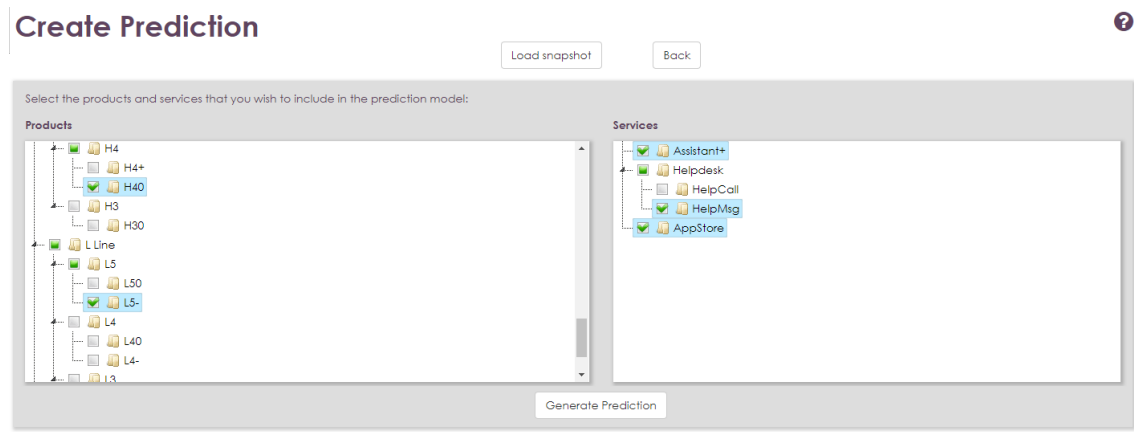 Create Prediction
Load snapshot
Back
Select the products and services that you wish to include in the prediction model:
Products
H4
H4+
H40
H3
H30
L Line
L5
L50
L5-
L4
L40
L4-
L3
Services
Assistant+
Helpdesk
HelpCall
HelpMsg
AppStore
Generate Prediction